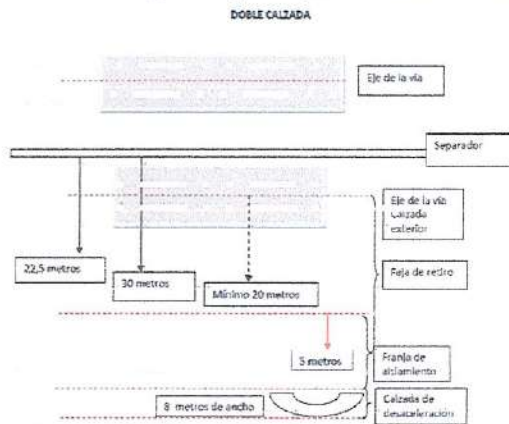 DOBLE CALZADA
Eje de la vía
Separador
Eje de la vía
Calzada
exterior
22,5 metros
30 metros
Mínimo 20 metros
Faja de retiro
5 metros
Franja de
aislamiento
8 metros de ancho
Calzada de
desaceleración